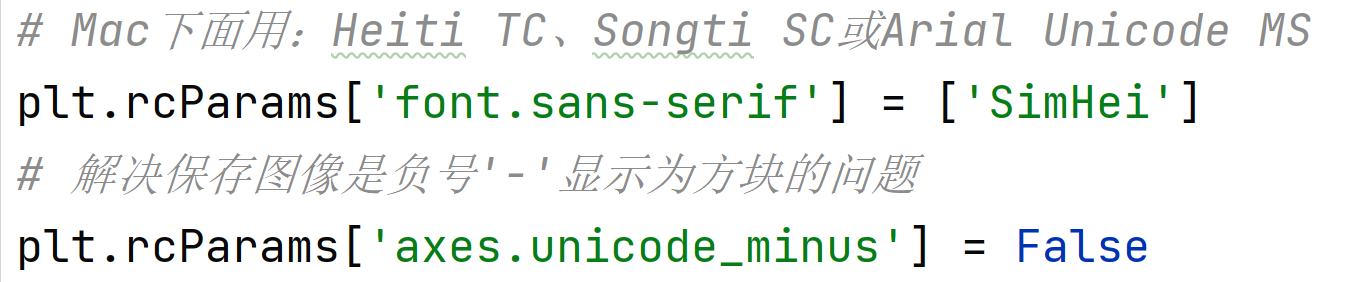 # Mac下面用：Heiti TC、Songti SC或Arial Unicode MS
plt.rcParams['font.sans-serif'] = ['SimHei']
# 解决保存图像是负号'-'显示为方块的问题
plt.rcParams['axes.unicode_minus'] = False